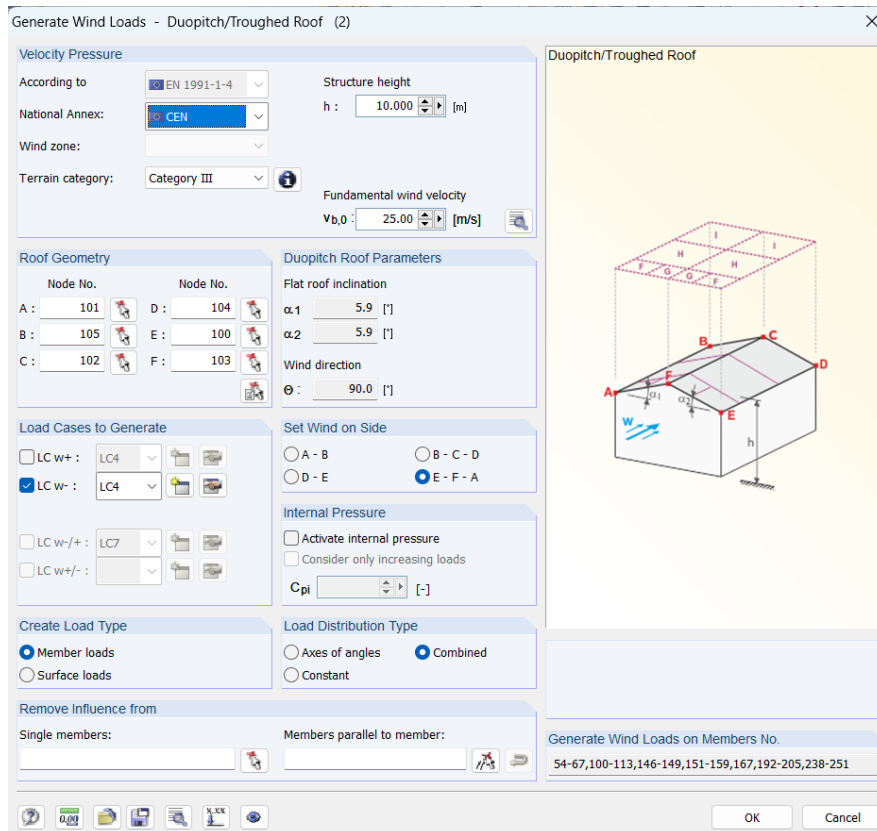 Generate Wind Loads - Duopitch/Troughed Roof (2)
Velocity Pressure
According to
EN 1991-1-4
National Annex:
CEN
Wind zone:
Terrain category:
Category III
Structure height
h : 10.000 [m]
Fundamental wind velocity
vb,0 : 25.00 [m/s]
Roof Geometry
Node No. Node No.
A : 101 D : 104
B : 105 E : 100
C : 102 F : 103
Duopitch Roof Parameters
Flat roof inclination
α1 5.9 [°]
α2 5.9 [°]
Wind direction
Θ : 90.0 [°]
Load Cases to Generate
LC w+ : LC4
LC w- : LC4
LC w-/+ : LC7
LC w+/- :
Set Wind on Side
A - B B - C - D
D - E E - F - A
Internal Pressure
Activate internal pressure
Consider only increasing loads
Cpi [-]
Create Load Type
Member loads
Surface loads
Load Distribution Type
Axes of angles Combined
Constant
Remove Influence from
Single members:
Members parallel to member:
Duopitch/Troughed Roof
I
H I
F G G F H
B C
A F D
α1 α2 E
W
h
Generate Wind Loads on Members No.
54-67,100-113,146-149,151-159,167,192-205,238-251
0.00
X.XX
OK Cancel